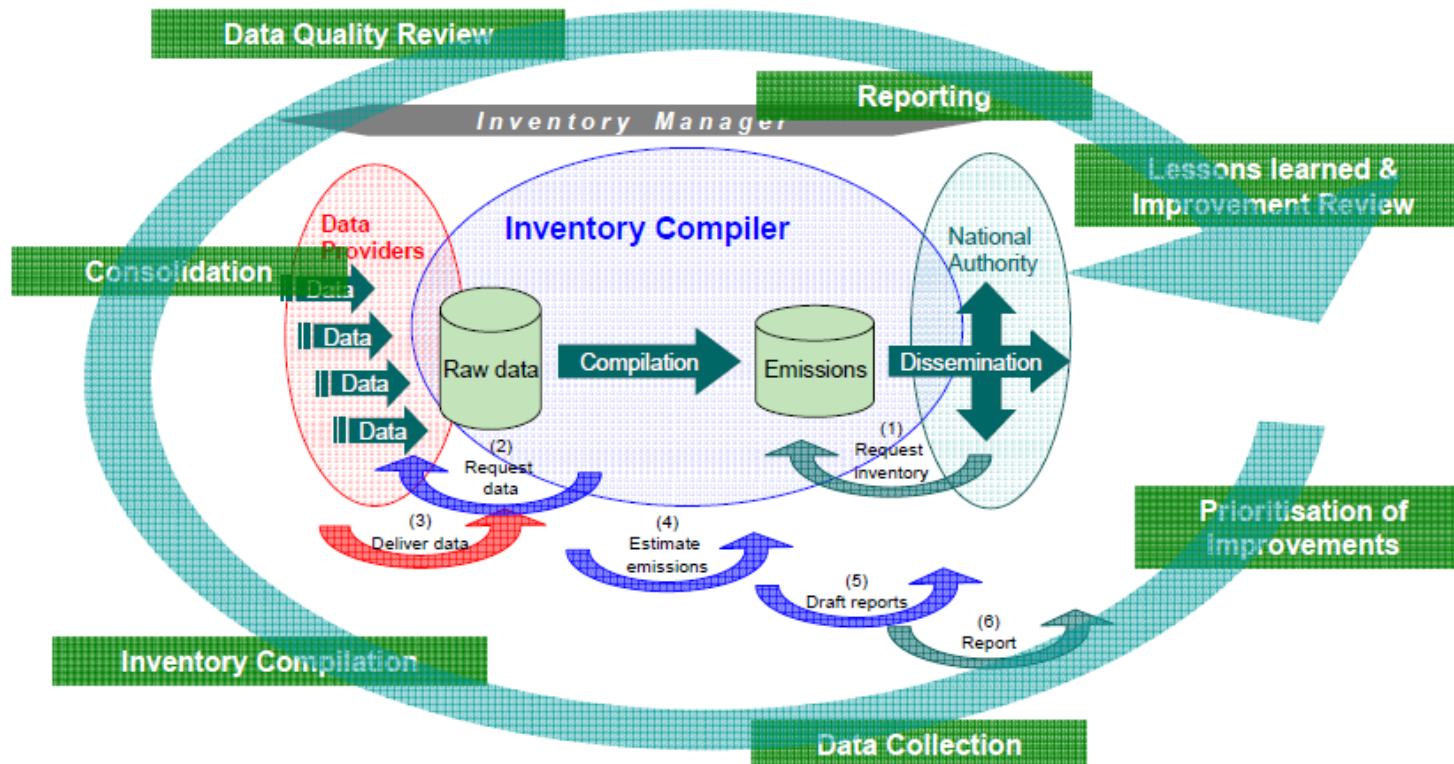 Data Quality Review
Reporting
Inventory Manager
Lessons learned &
Improvement Review
Data
Providers
Inventory Compiler
National
Authority
Consolidation
Data
Data
Data
Data
Raw data
Compilation
Emissions
Dissemination
(1)
Request
inventory
(2)
Request
data
(3)
Deliver data
(4)
Estimate
emissions
(5)
Draft reports
(6)
Report
Prioritisation of
Improvements
Inventory Compilation
Data Collection